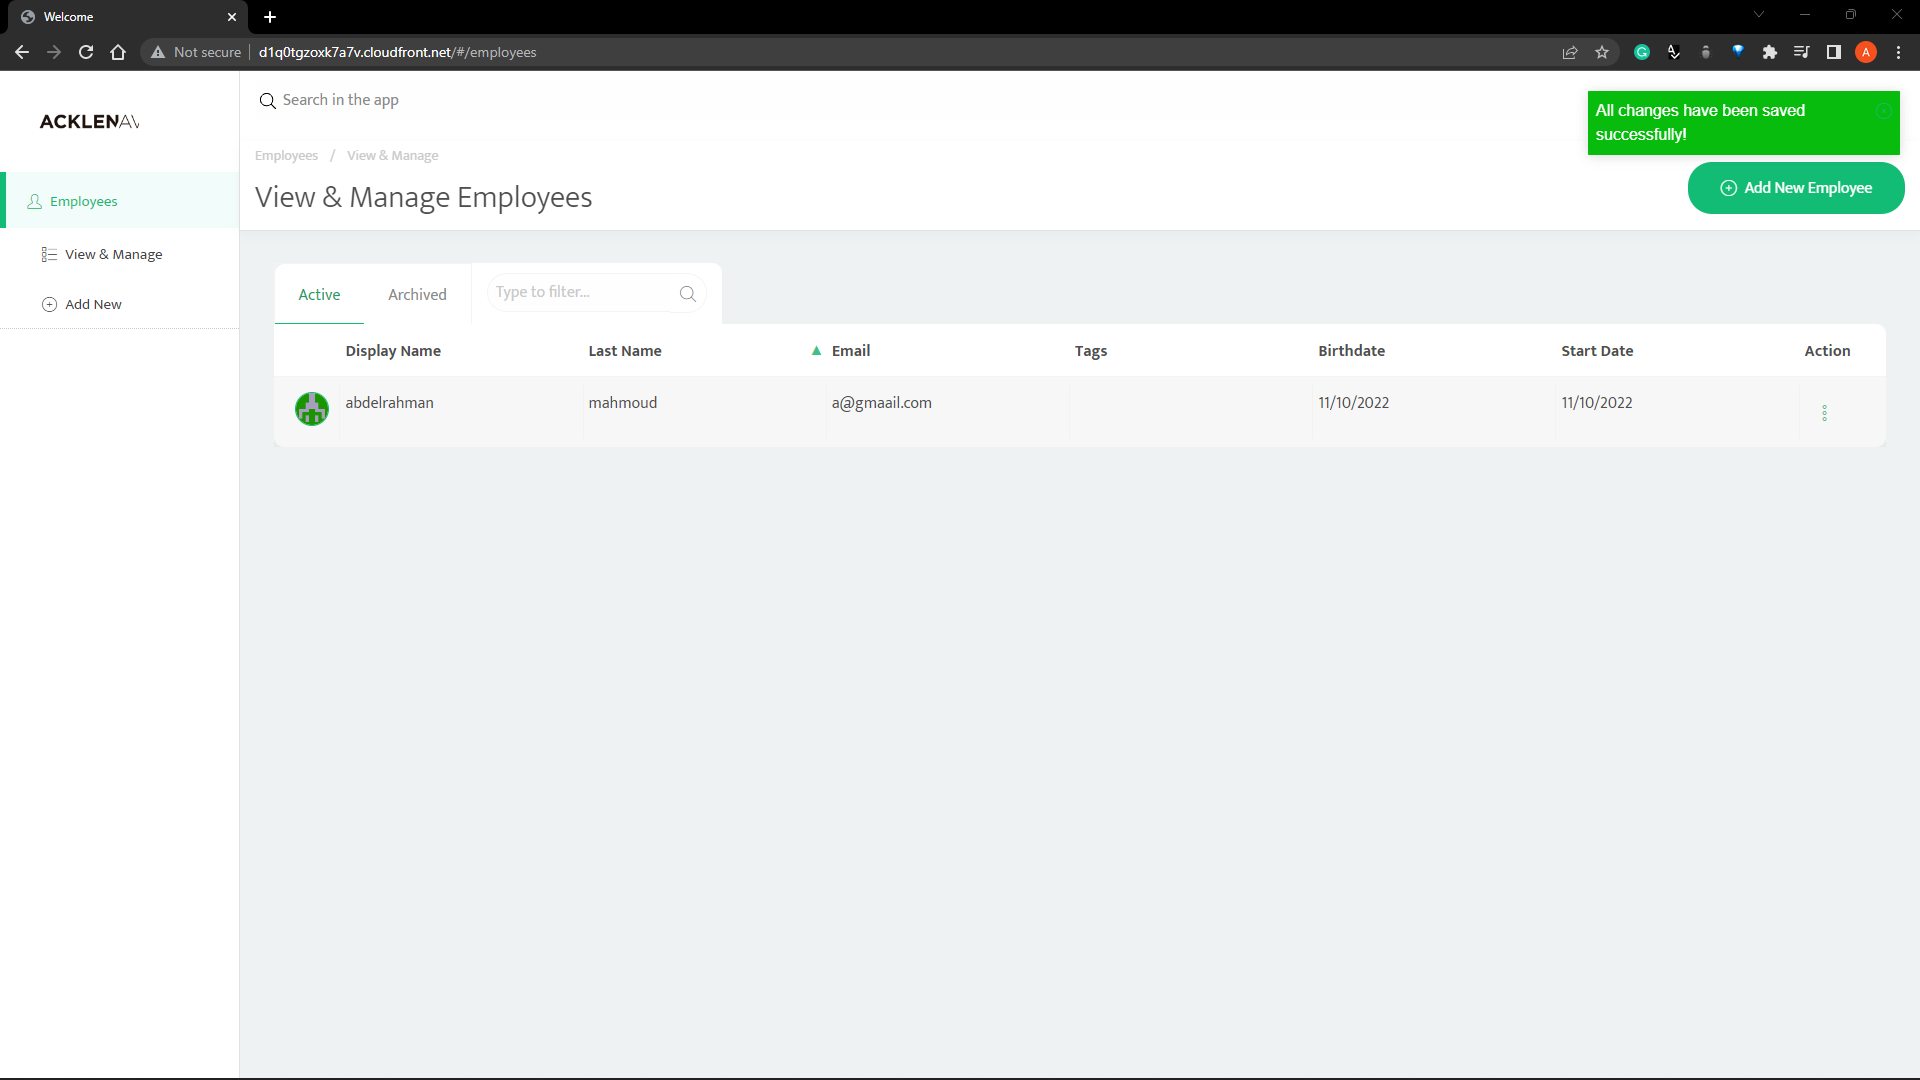 Welcome
Not secure
d1q0tgzoxk7a7v.cloudfront.net/#/employees
A
ACKLENAV
Search in the app
All changes have been saved
successfully!
Employees / View & Manage
View & Manage Employees
Add New Employee
Employees
View & Manage
Add New
Active
Archived
Type to filter...
Display Name
Last Name
Email
Tags
Birthdate
Start Date
Action
abdelrahman
mahmoud
a@gmaail.com
11/10/2022
11/10/2022